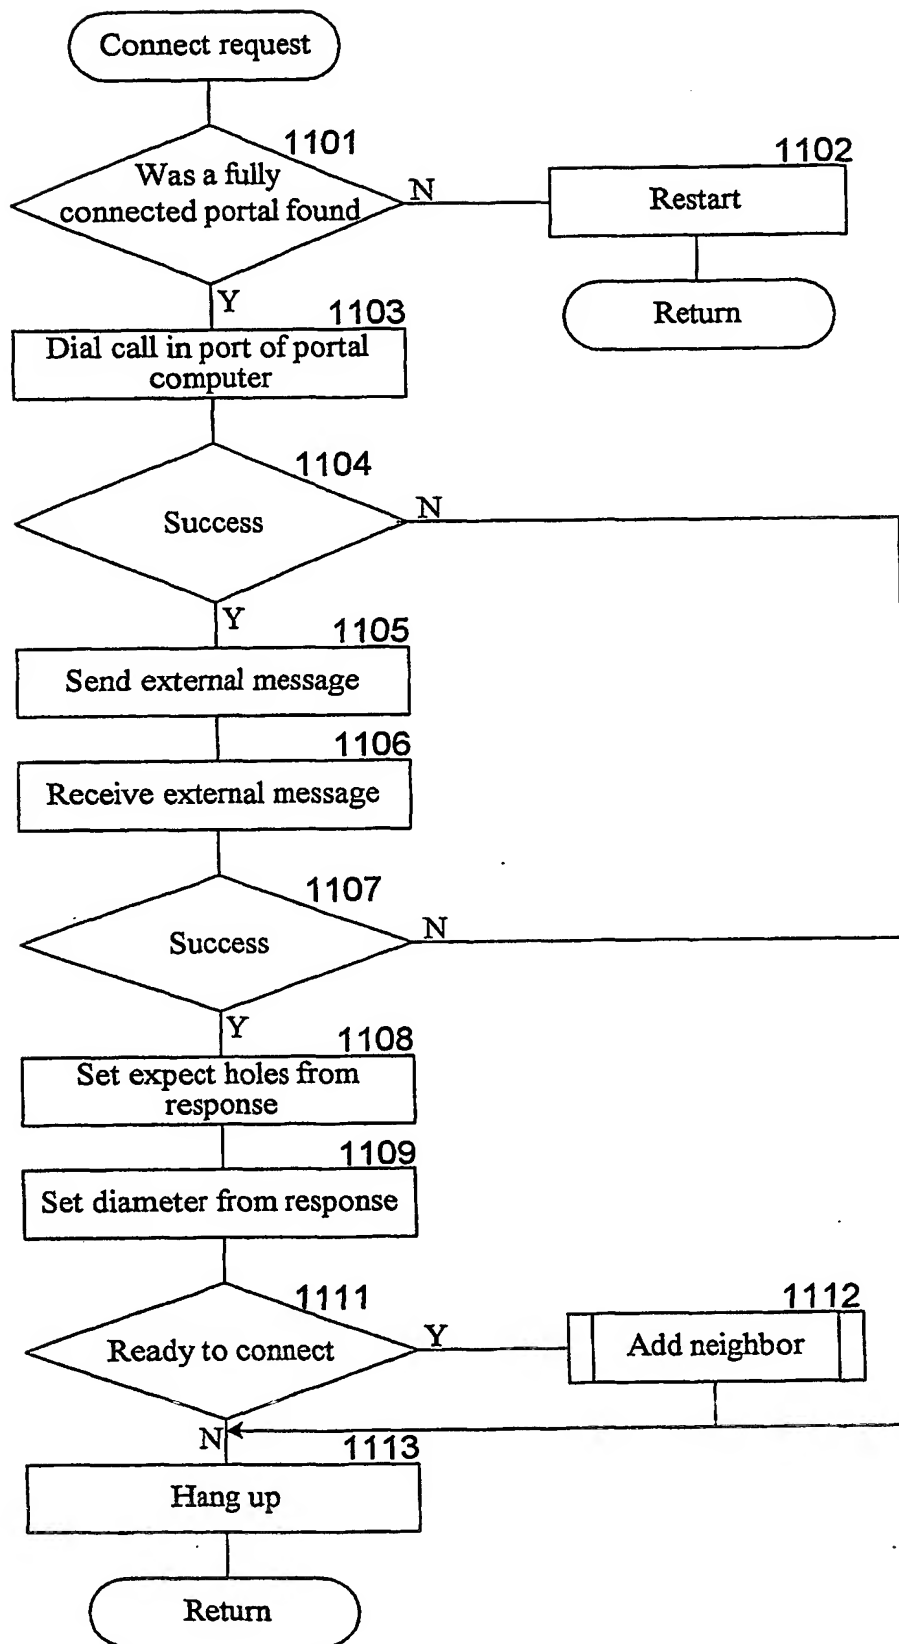 Connect request
1101
Was a fully
connected portal found
N
1102
Restart
Return
Y
1103
Dial call in port of portal
computer
1104
Success
N
Y
1105
Send external message
1106
Receive external message
1107
Success
N
Y
1108
Set expect holes from
response
1109
Set diameter from response
1111
Ready to connect
Y
1112
Add neighbor
N
1113
Hang up
Return